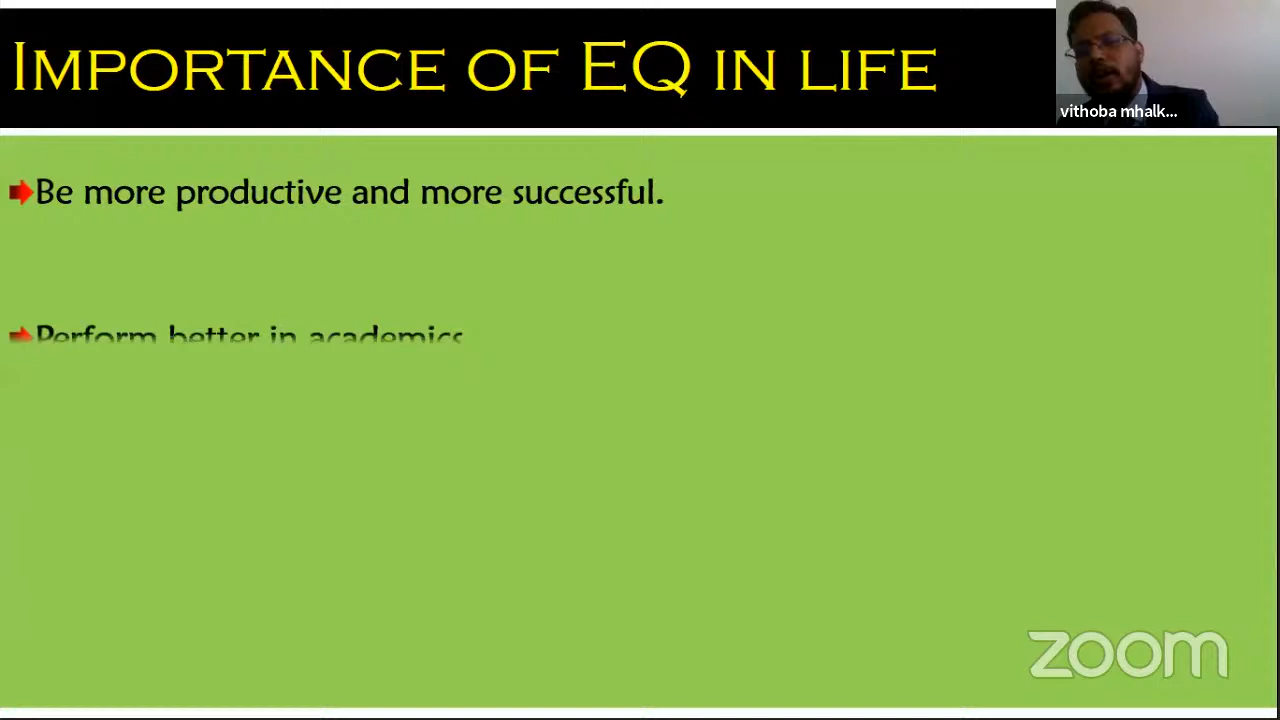 IMPORTANCE OF EQ IN LIFE
vithoba mhalk...
Be more productive and more successful.
Perform better in academics
zoom